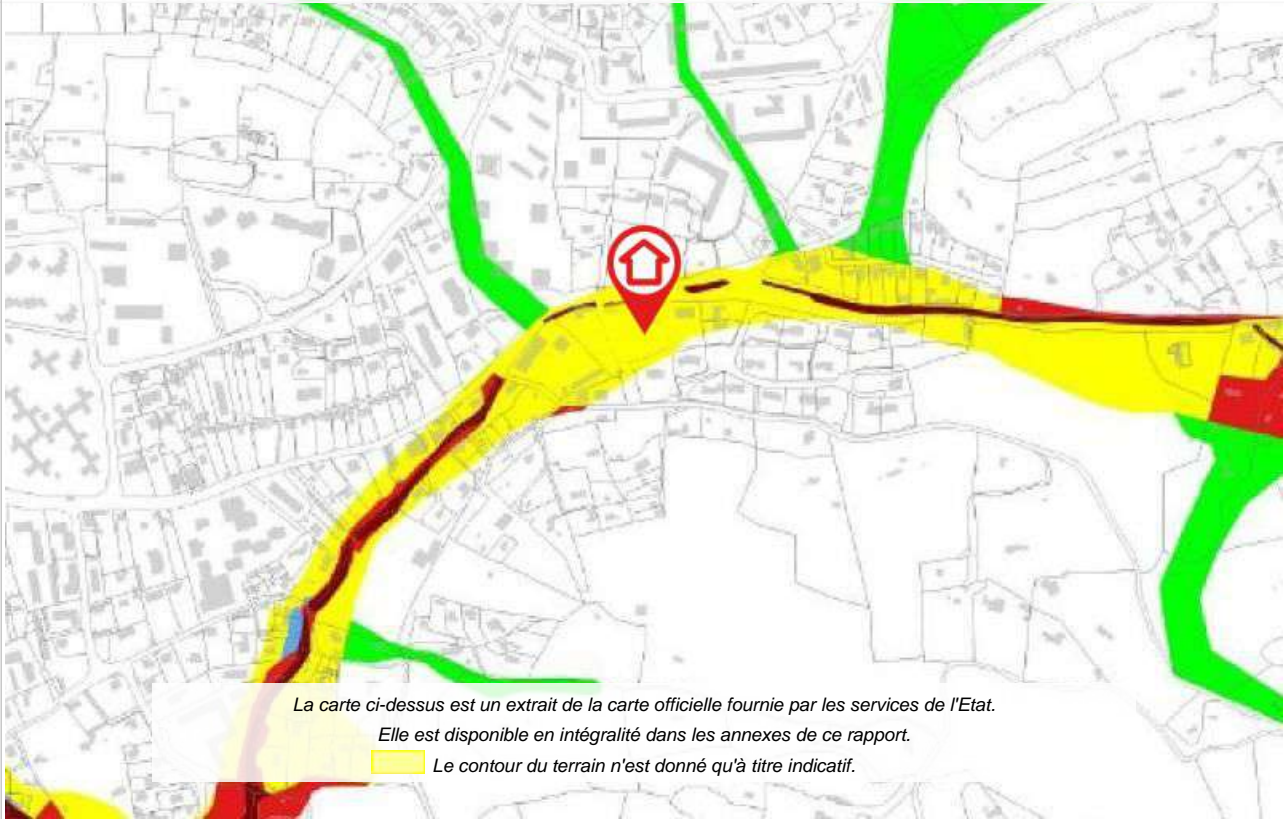 La carte ci-dessus est un extrait de la carte officielle fournie par les services de l'Etat.
Elle est disponible en intégralité dans les annexes de ce rapport.
Le contour du terrain n'est donné qu'à titre indicatif.